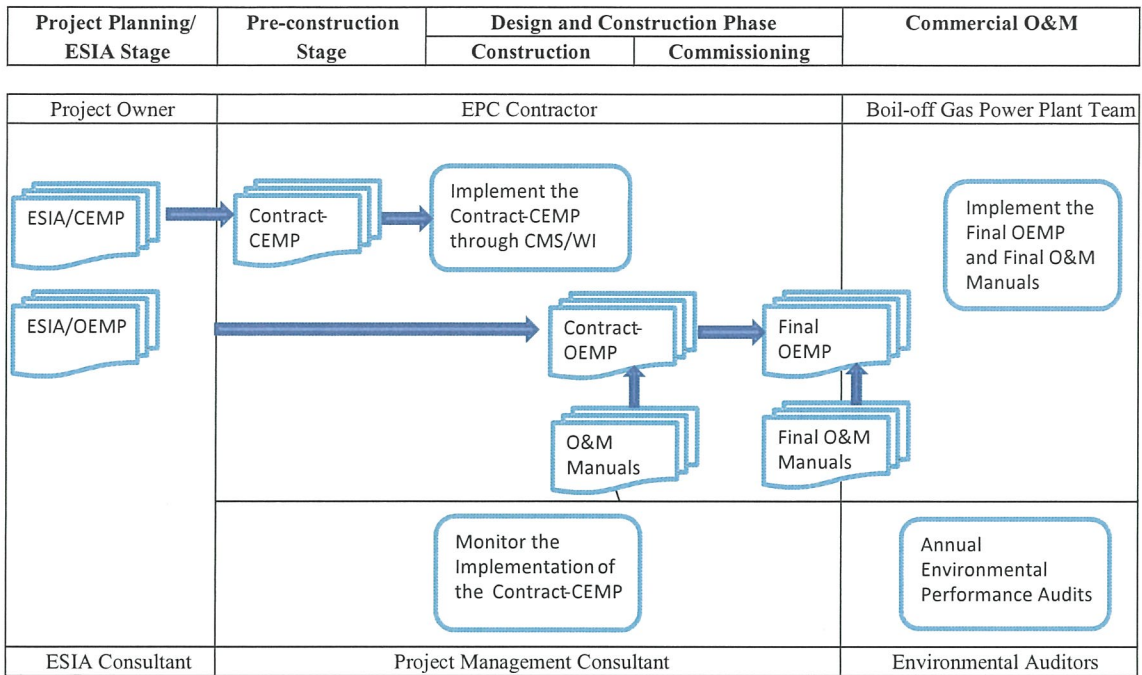 Project Planning/
ESIA Stage
Pre-construction
Stage
Design and Construction Phase
Construction
Commissioning
Commercial O&M
Project Owner
EPC Contractor
Boil-off Gas Power Plant Team
ESIA/CEMP
Contract-
CEMP
Implement the
Contract-CEMP
through CMS/WI
Implement the
Final OEMP
and Final O&M
Manuals
ESIA/OEMP
Contract-
OEMP
Final
OEMP
O&M
Manuals
Final O&M
Manuals
Monitor the
Implementation of
the Contract-CEMP
Annual
Environmental
Performance Audits
ESIA Consultant
Project Management Consultant
Environmental Auditors